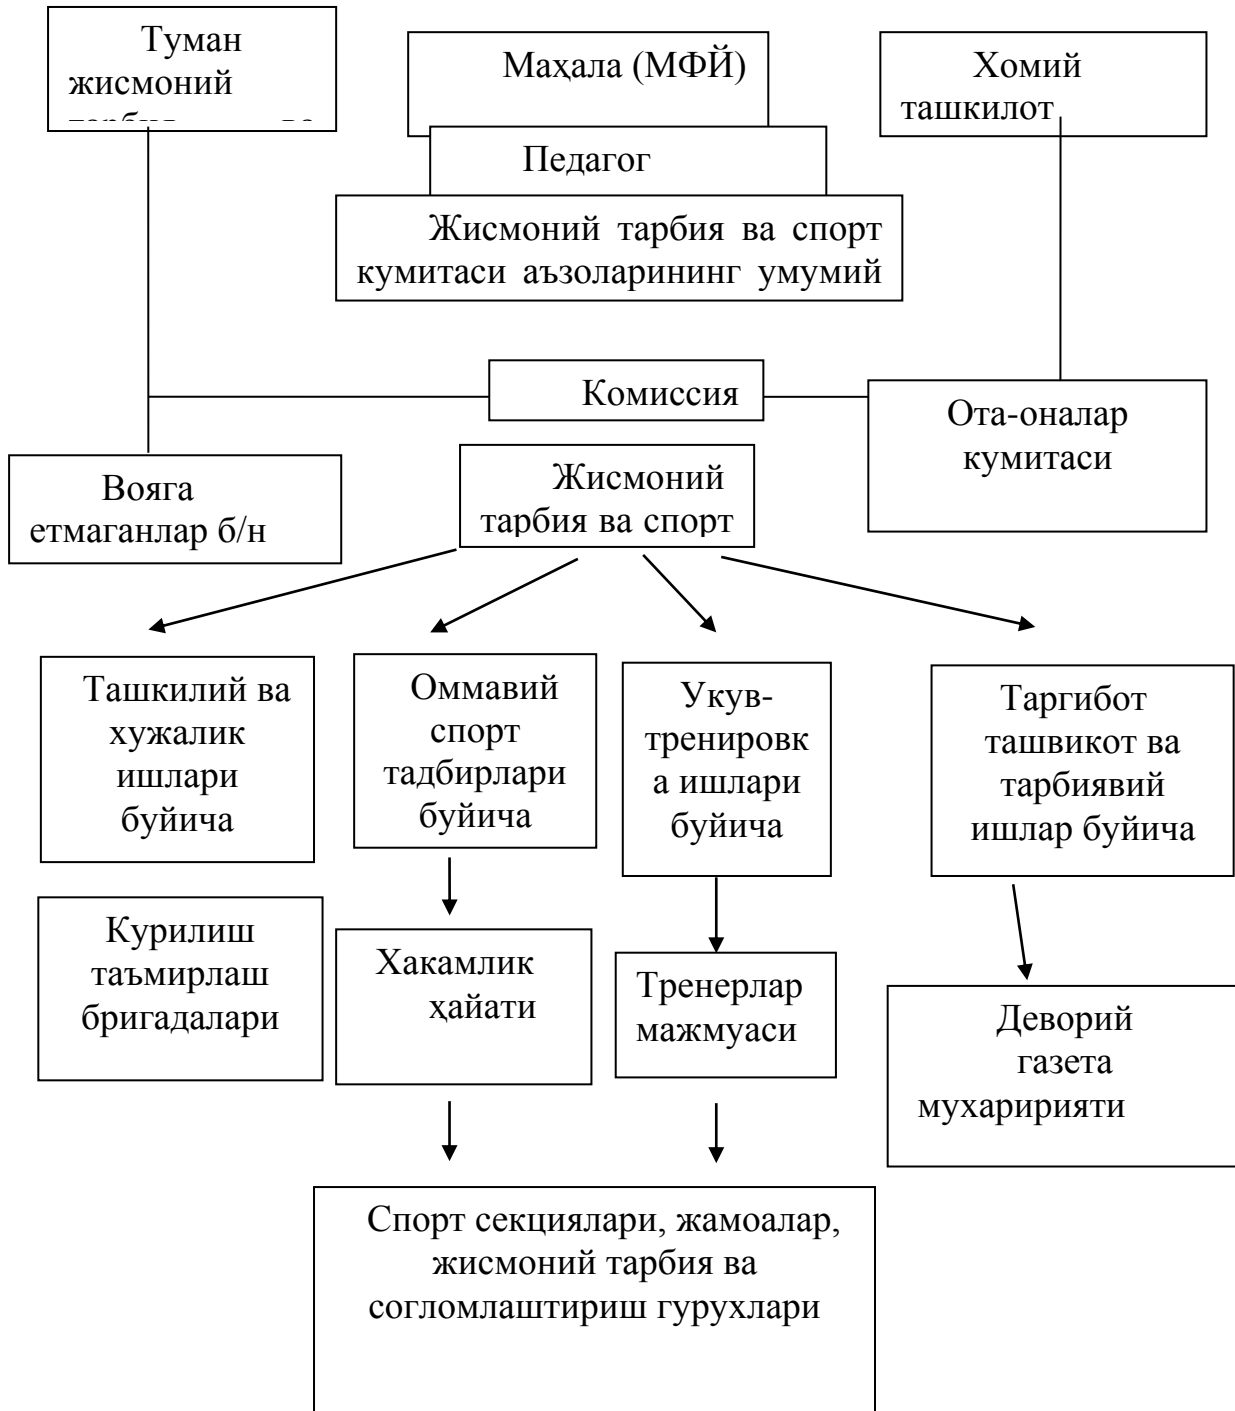 Туман
жисмоний
Маҳала (МФЙ)
Хомий
ташкилот
Педагог
Жисмоний тарбия ва спорт
кумитаси аъзоларининг умумий
Комиссия
Ота-оналар
кумитаси
Вояга
етмаганлар б/н
Жисмоний
тарбия ва спорт
Ташкилий ва
хужалик
ишлари
буйича
Оммавий
спорт
тадбирлари
буйича
Укув-
тренировк
а ишлари
буйича
Таргибот
ташвикот ва
тарбиявий
ишлар буйича
Курилиш
таъмирлаш
бригадалари
Хакамлик
ҳайати
Тренерлар
мажмуаси
Деворий
газета
мухаририяти
Спорт секциялари, жамоалар,
жисмоний тарбия ва
согломлаштириш гурухлари